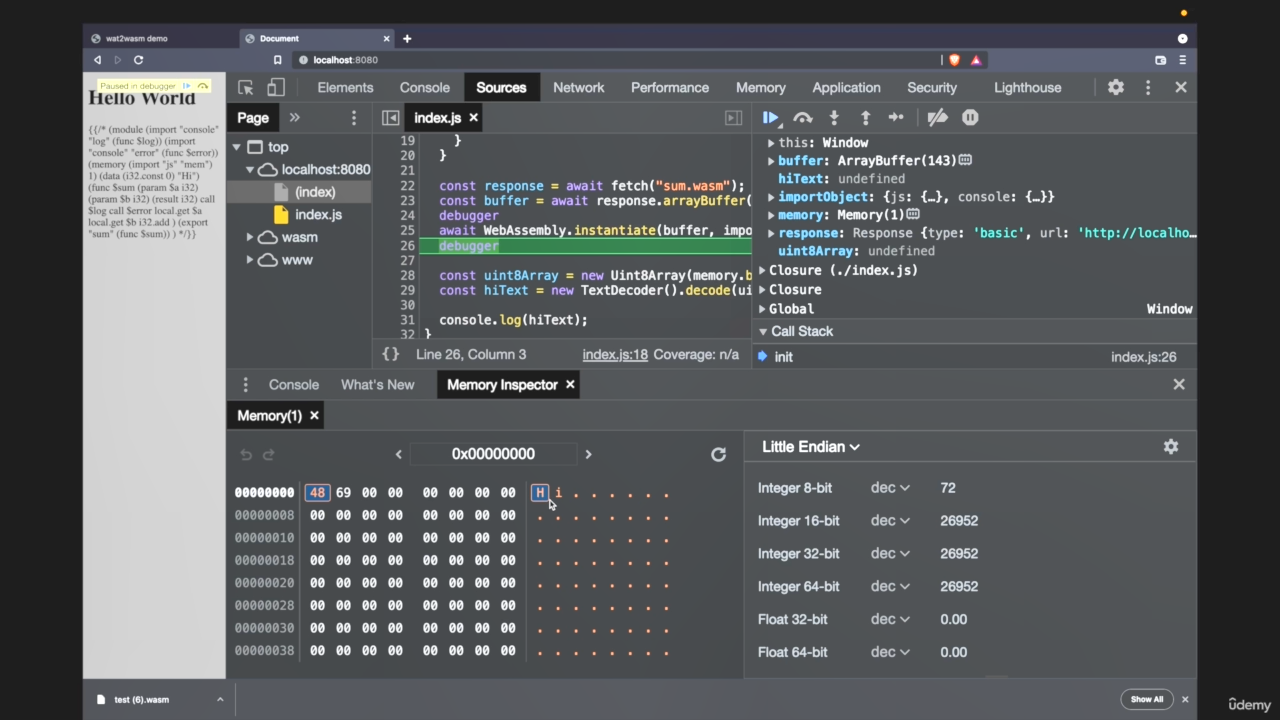 wat2wasm demo
Document
localhost:8080
Paused in debugger
Hello World
{{/* (module (import "console"
"log" (func $log)) (import
"console" "error" (func $error))
(memory (import "js" "mem")
1) (data (i32.const 0) "Hi")
(func $sum (param $a i32)
(param $b i32) (result i32) call
$log call $error local.get $a
local.get $b i32.add ) (export
"sum" (func $sum)) ) */}}
Elements
Console
Sources
Network
Performance
Memory
Application
Security
Lighthouse
Page
top
localhost:8080
(index)
index.js
wasm
www
index.js
19 }
20 }
21
22 const response = await fetch("sum.wasm");
23 const buffer = await response.arrayBuffer(
24 debugger
25 await WebAssembly.instantiate(buffer, impo
26 debugger
27
28 const uint8Array = new Uint8Array(memory.b
29 const hiText = new TextDecoder().decode(ui
30
31 console.log(hiText);
32 }
{} Line 26, Column 3 index.js:18 Coverage: n/a
this: Window
buffer: ArrayBuffer(143)
hiText: undefined
importObject: {js: {…}, console: {…}}
memory: Memory(1)
response: Response {type: 'basic', url: 'http://localho…
uint8Array: undefined
Closure (./index.js)
Closure
Global Window
Call Stack
init index.js:26
Console
What's New
Memory Inspector
Memory(1)
0x00000000
00000000 48 69 00 00 00 00 00 00 H i . . . . . .
00000008 00 00 00 00 00 00 00 00 . . . . . . . .
00000010 00 00 00 00 00 00 00 00 . . . . . . . .
00000018 00 00 00 00 00 00 00 00 . . . . . . . .
00000020 00 00 00 00 00 00 00 00 . . . . . . . .
00000028 00 00 00 00 00 00 00 00 . . . . . . . .
00000030 00 00 00 00 00 00 00 00 . . . . . . . .
00000038 00 00 00 00 00 00 00 00 . . . . . . . .
Little Endian
Integer 8-bit dec 72
Integer 16-bit dec 26952
Integer 32-bit dec 26952
Integer 64-bit dec 26952
Float 32-bit dec 0.00
Float 64-bit dec 0.00
test (6).wasm
Show All
ûdemy